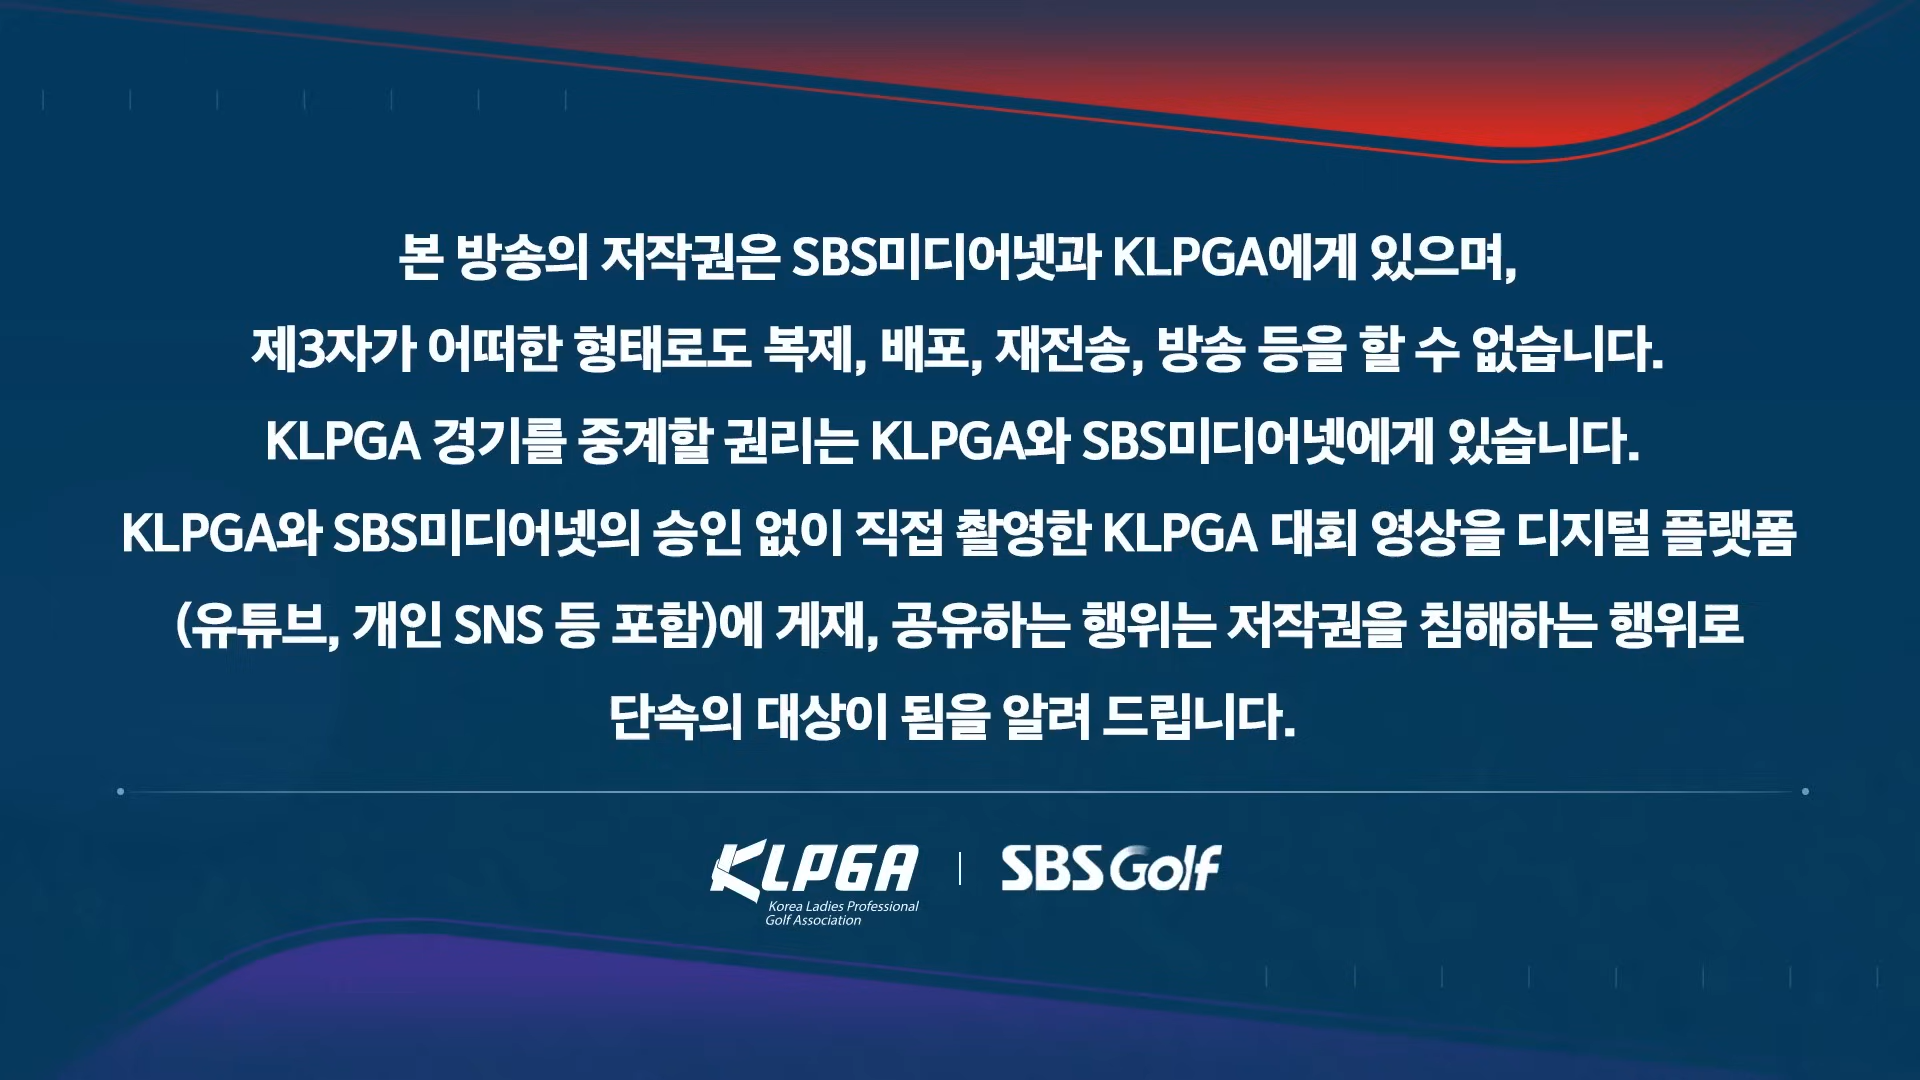 본 방송의 저작권은 SBS미디어넷과 KLPGA에게 있으며,
제3자가 어떠한 형태로도 복제, 배포, 재전송, 방송 등을 할 수 없습니다.
KLPGA 경기를 중계할 권리는 KLPGA와 SBS미디어넷에게 있습니다.
KLPGA와 SBS미디어넷의 승인 없이 직접 촬영한 KLPGA 대회 영상을 디지털 플랫폼
(유튜브, 개인 SNS 등 포함)에 게재, 공유하는 행위는 저작권을 침해하는 행위로
단속의 대상이 됨을 알려 드립니다.
KLPGA
Korea Ladies Professional
Golf Association
SBS Golf